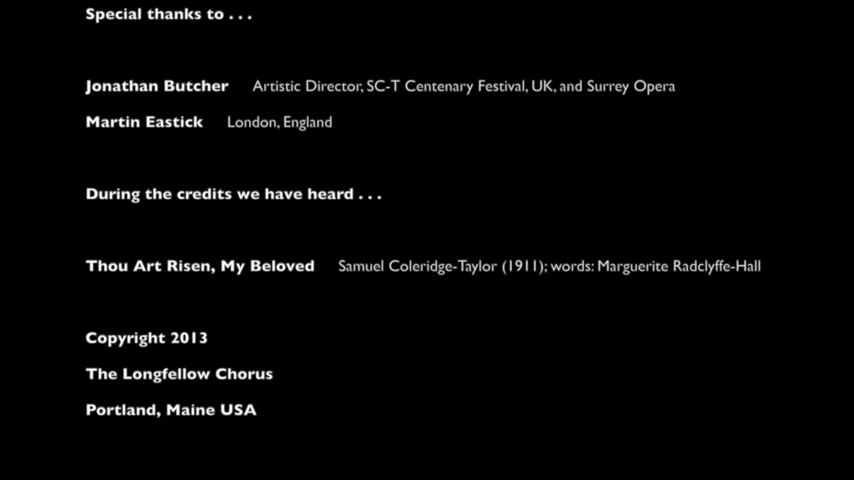 Special thanks to . . .
Jonathan Butcher Artistic Director, SC-T Centenary Festival, UK, and Surrey Opera
Martin Eastick London, England
During the credits we have heard . . .
Thou Art Risen, My Beloved Samuel Coleridge-Taylor (1911); words: Marguerite Radclyffe-Hall
Copyright 2013
The Longfellow Chorus
Portland, Maine USA